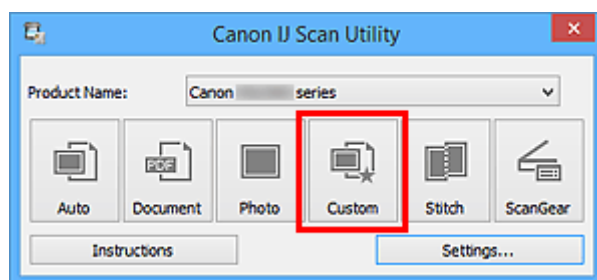 Canon IJ Scan Utility
Product Name: Canon series
PDF
Auto Document Photo Custom Stitch ScanGear
Instructions Settings...